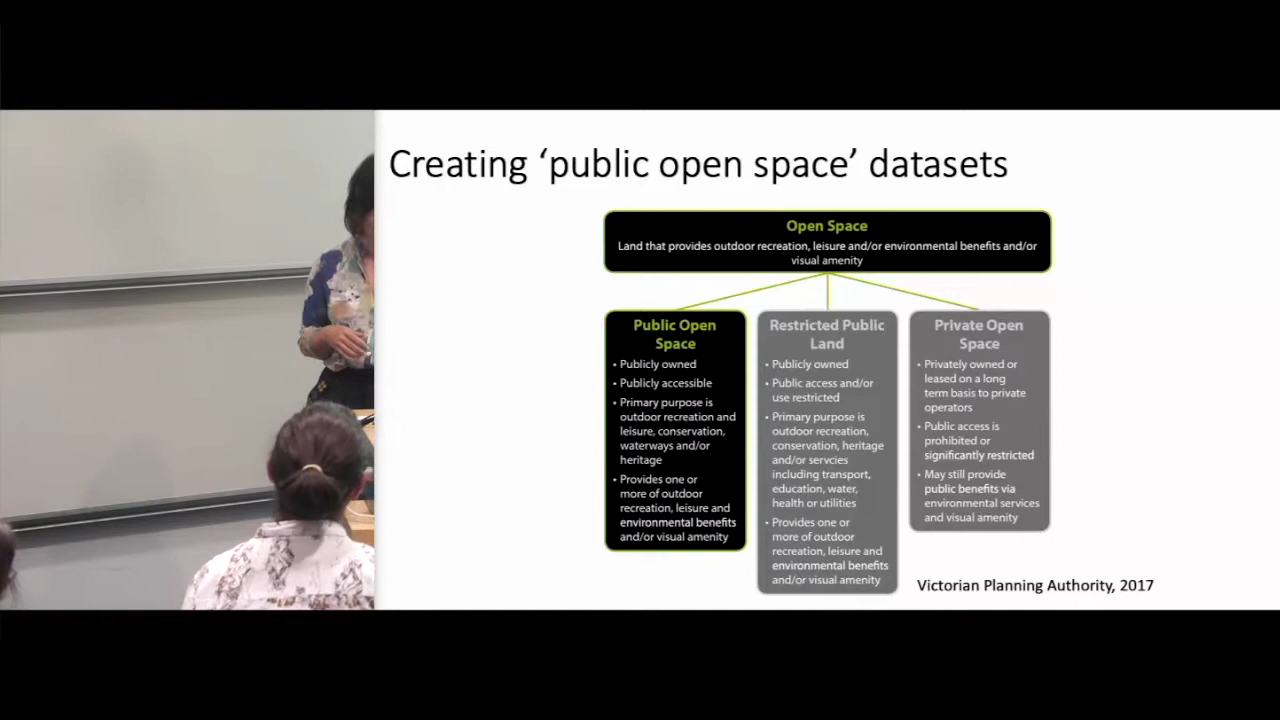 Creating ‘public open space’ datasets
Open Space
Land that provides outdoor recreation, leisure and/or environmental benefits and/or
visual amenity
Public Open
Space
• Publicly owned
• Publicly accessible
• Primary purpose is
outdoor recreation and
leisure, conservation,
waterways and/or
heritage
• Provides one or
more of outdoor
recreation, leisure and
environmental benefits
and/or visual amenity
Restricted Public
Land
• Publicly owned
• Public access and/or
use restricted
• Primary purpose is
outdoor recreation,
conservation, heritage
and/or servcies
including transport,
education, water,
health or utilities
• Provides one or
more of outdoor
recreation, leisure and
environmental benefits
and/or visual amenity
Private Open
Space
• Privately owned or
leased on a long
term basis to private
operators
• Public access is
prohibited or
significantly restricted
• May still provide
public benefits via
environmental services
and visual amenity
Victorian Planning Authority, 2017